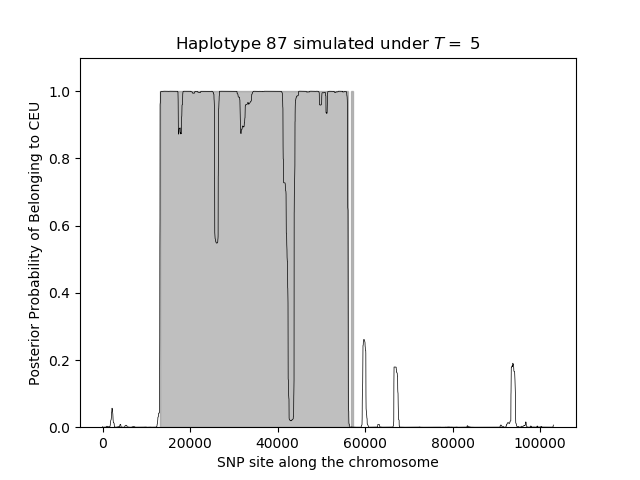 Haplotype 87 simulated under T = 5
Posterior Probability of Belonging to CEU
1.0
0.8
0.6
0.4
0.2
0.0
0 20000 40000 60000 80000 100000
SNP site along the chromosome